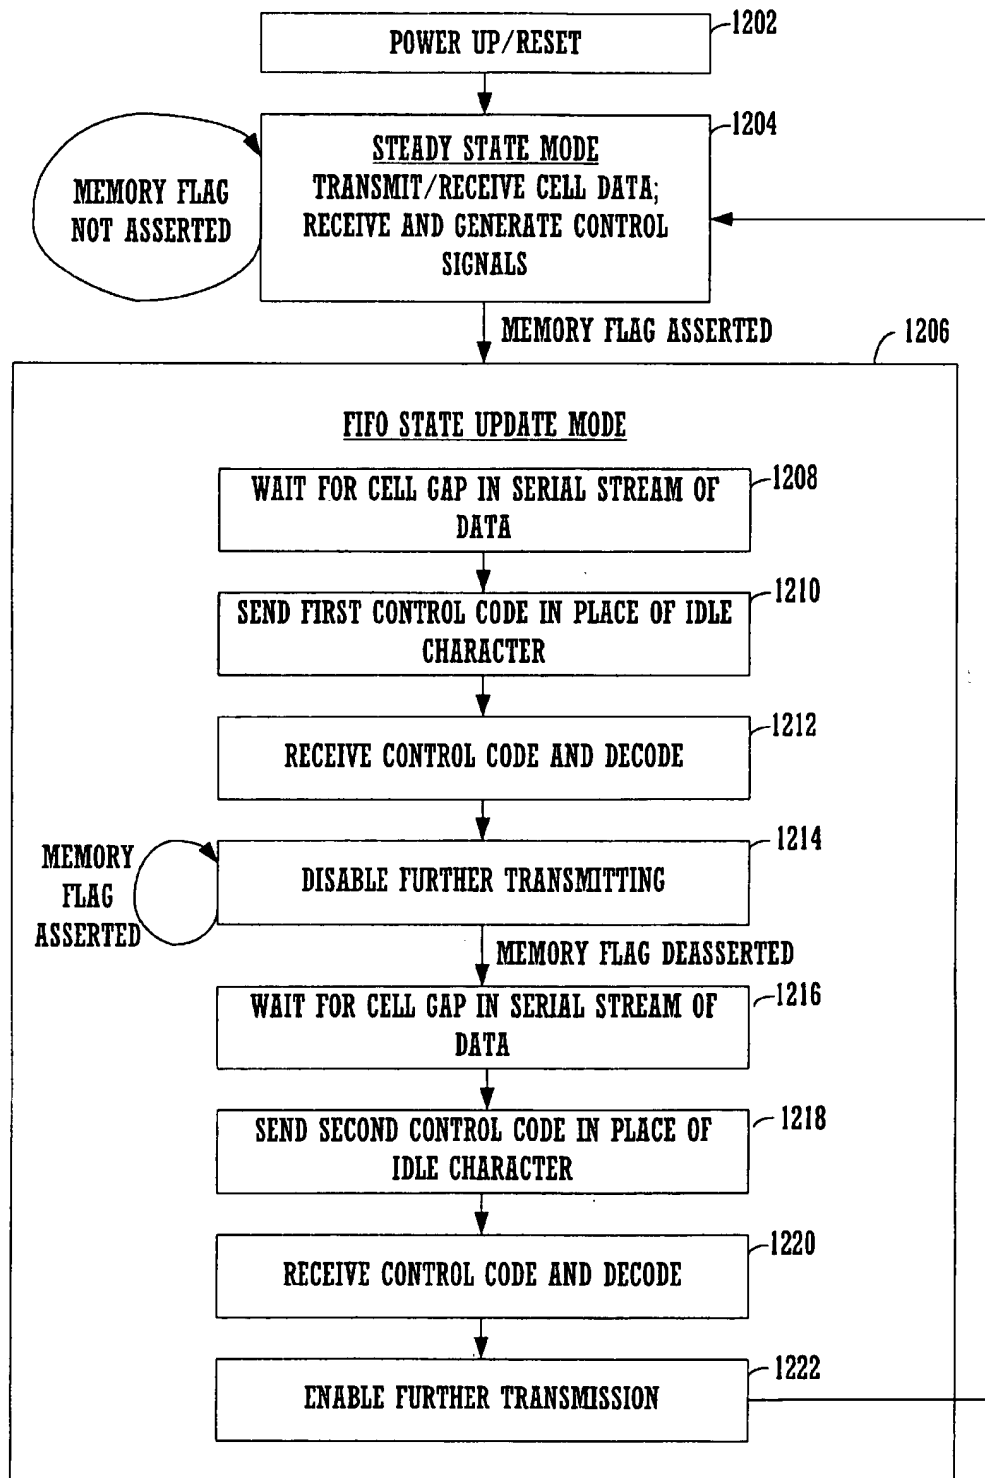 POWER UP/RESET
1202
STEADY STATE MODE
TRANSMIT/RECEIVE CELL DATA;
RECEIVE AND GENERATE CONTROL
SIGNALS
1204
MEMORY FLAG
NOT ASSERTED
MEMORY FLAG ASSERTED
1206
FIFO STATE UPDATE MODE
WAIT FOR CELL GAP IN SERIAL STREAM OF
DATA
1208
SEND FIRST CONTROL CODE IN PLACE OF IDLE
CHARACTER
1210
RECEIVE CONTROL CODE AND DECODE
1212
DISABLE FURTHER TRANSMITTING
1214
MEMORY
FLAG
ASSERTED
MEMORY FLAG DEASSERTED
WAIT FOR CELL GAP IN SERIAL STREAM OF
DATA
1216
SEND SECOND CONTROL CODE IN PLACE OF
IDLE CHARACTER
1218
RECEIVE CONTROL CODE AND DECODE
1220
ENABLE FURTHER TRANSMISSION
1222